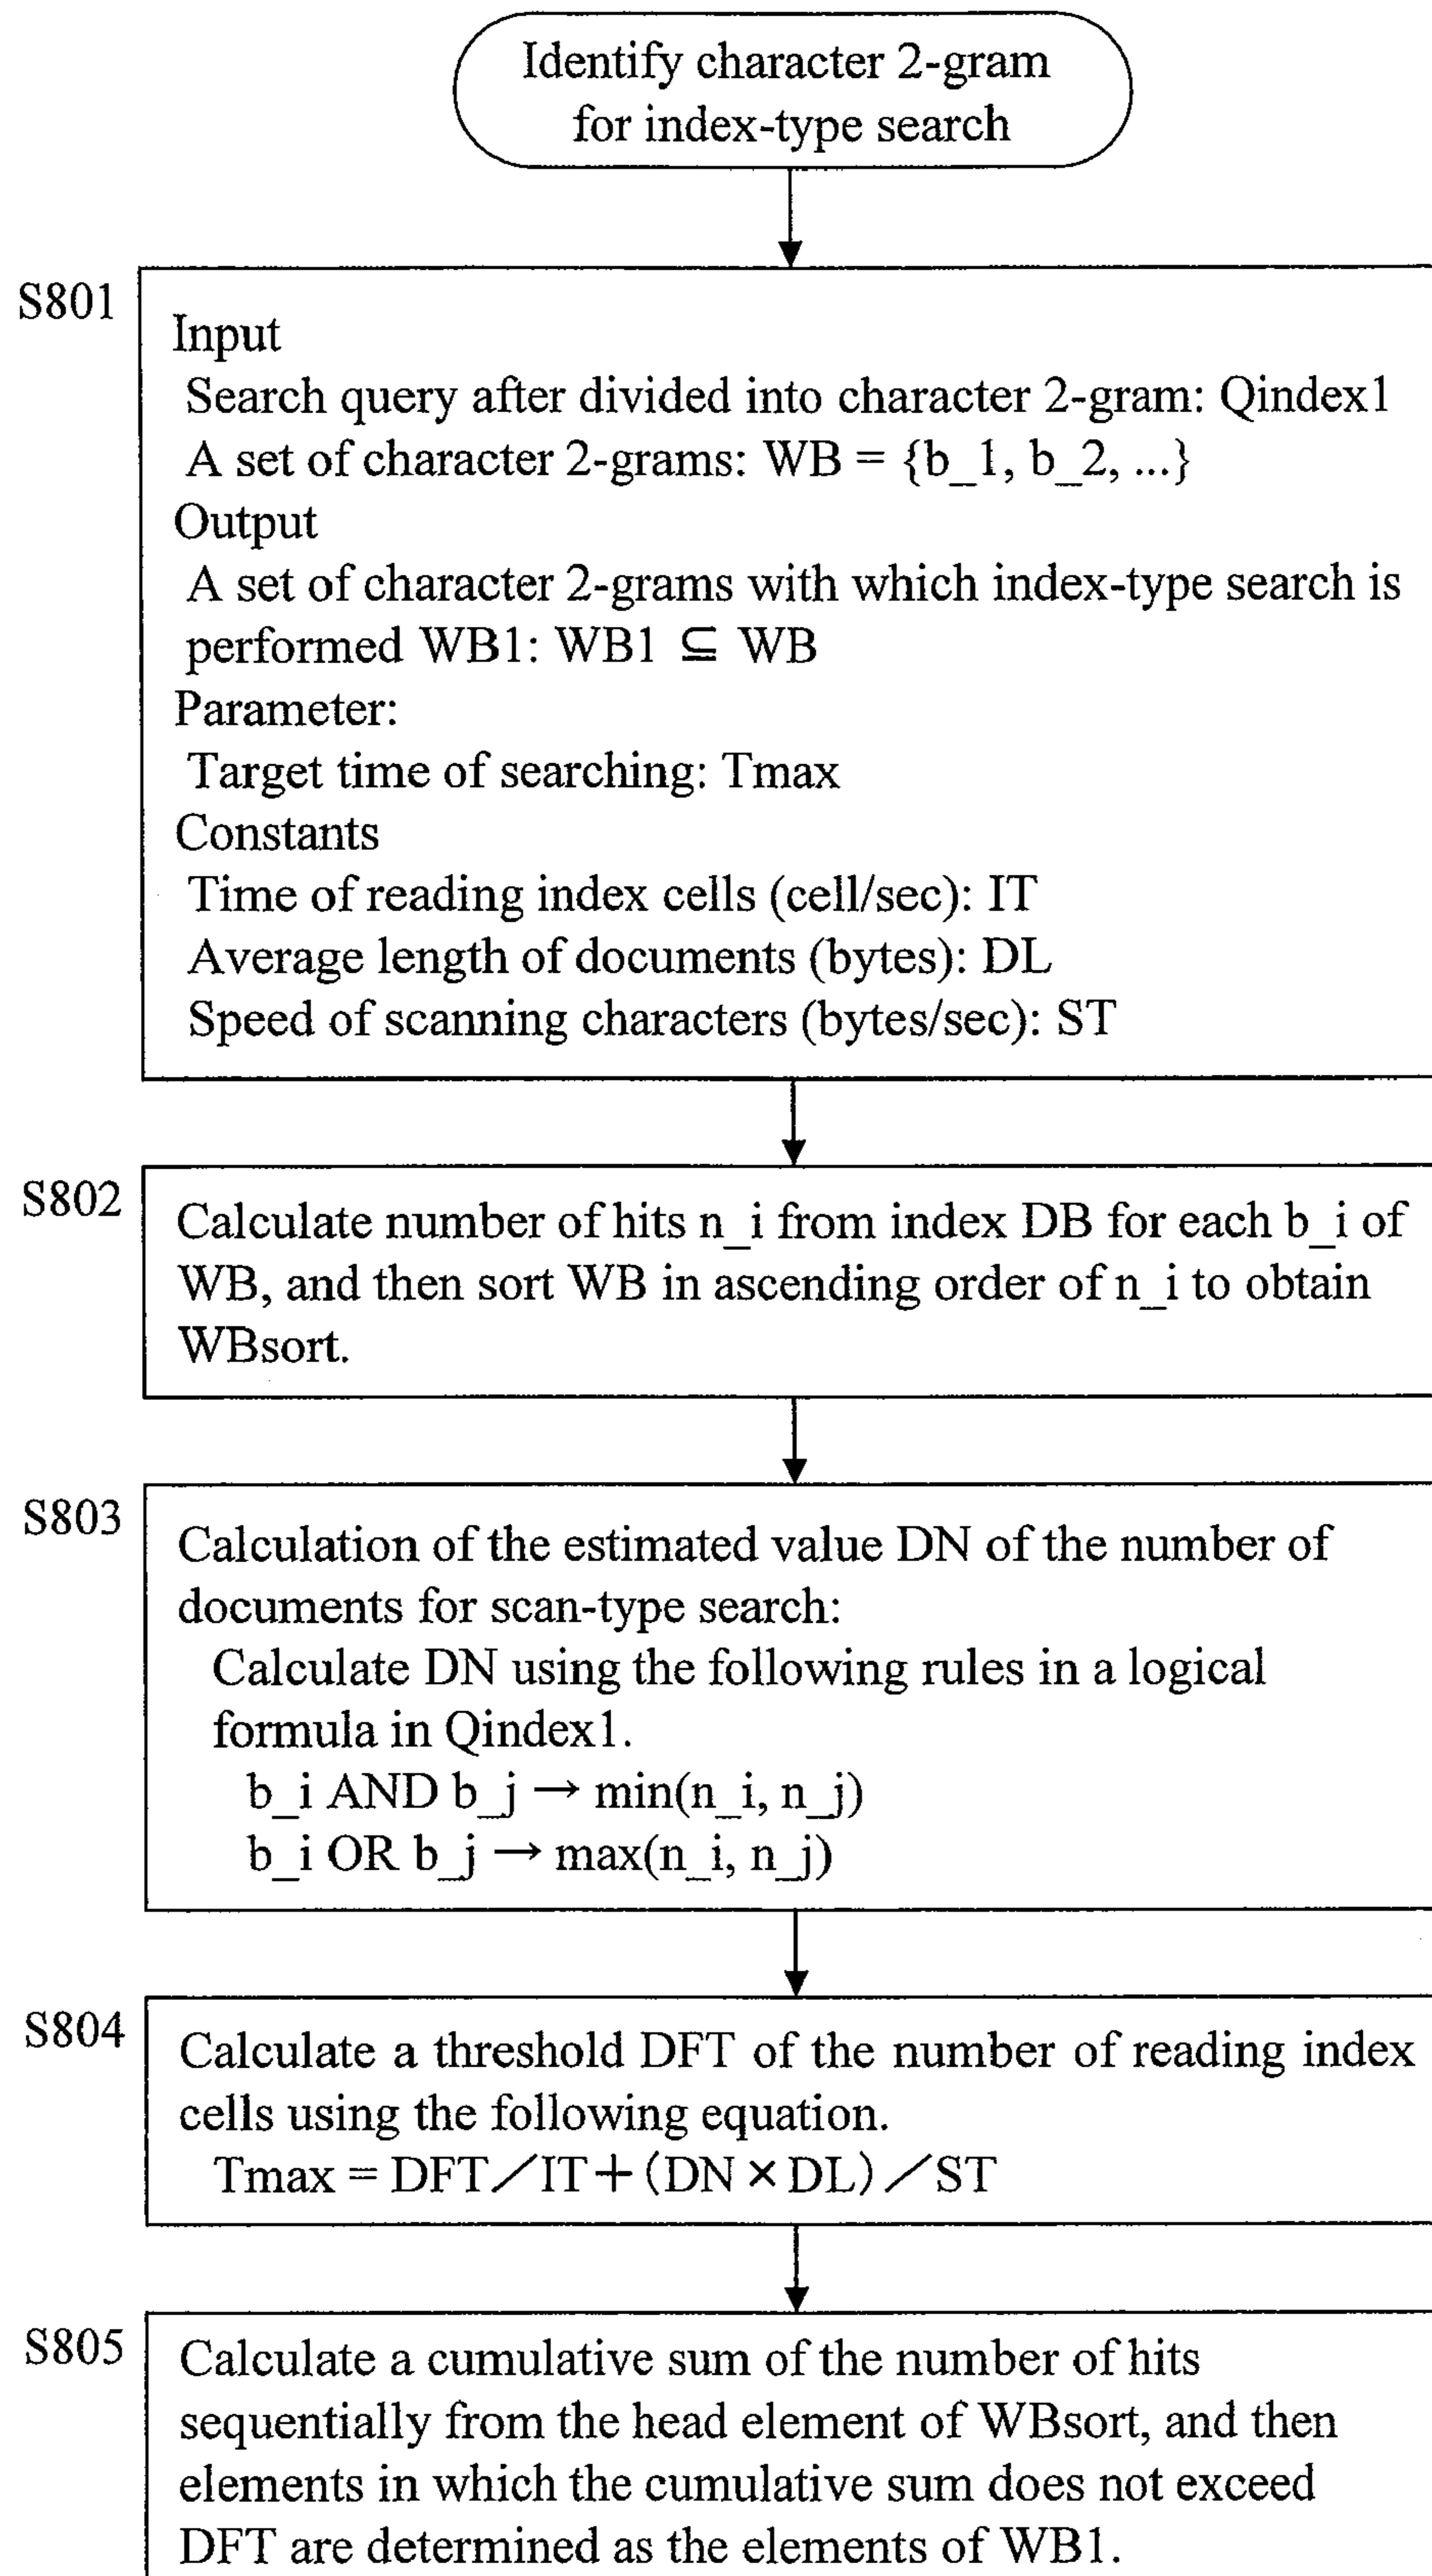 Identify character 2-gram
for index-type search
S801
Input
Search query after divided into character 2-gram: Qindex1
A set of character 2-grams: WB = {b_1, b_2, ...}
Output
A set of character 2-grams with which index-type search is
performed WB1: WB1 ⊆ WB
Parameter:
Target time of searching: Tmax
Constants
Time of reading index cells (cell/sec): IT
Average length of documents (bytes): DL
Speed of scanning characters (bytes/sec): ST
S802
Calculate number of hits n_i from index DB for each b_i of
WB, and then sort WB in ascending order of n_i to obtain
WBsort.
S803
Calculation of the estimated value DN of the number of
documents for scan-type search:
Calculate DN using the following rules in a logical
formula in Qindex1.
b_i AND b_j → min(n_i, n_j)
b_i OR b_j → max(n_i, n_j)
S804
Calculate a threshold DFT of the number of reading index
cells using the following equation.
Tmax = DFT／IT＋(DN × DL)／ST
S805
Calculate a cumulative sum of the number of hits
sequentially from the head element of WBsort, and then
elements in which the cumulative sum does not exceed
DFT are determined as the elements of WB1.